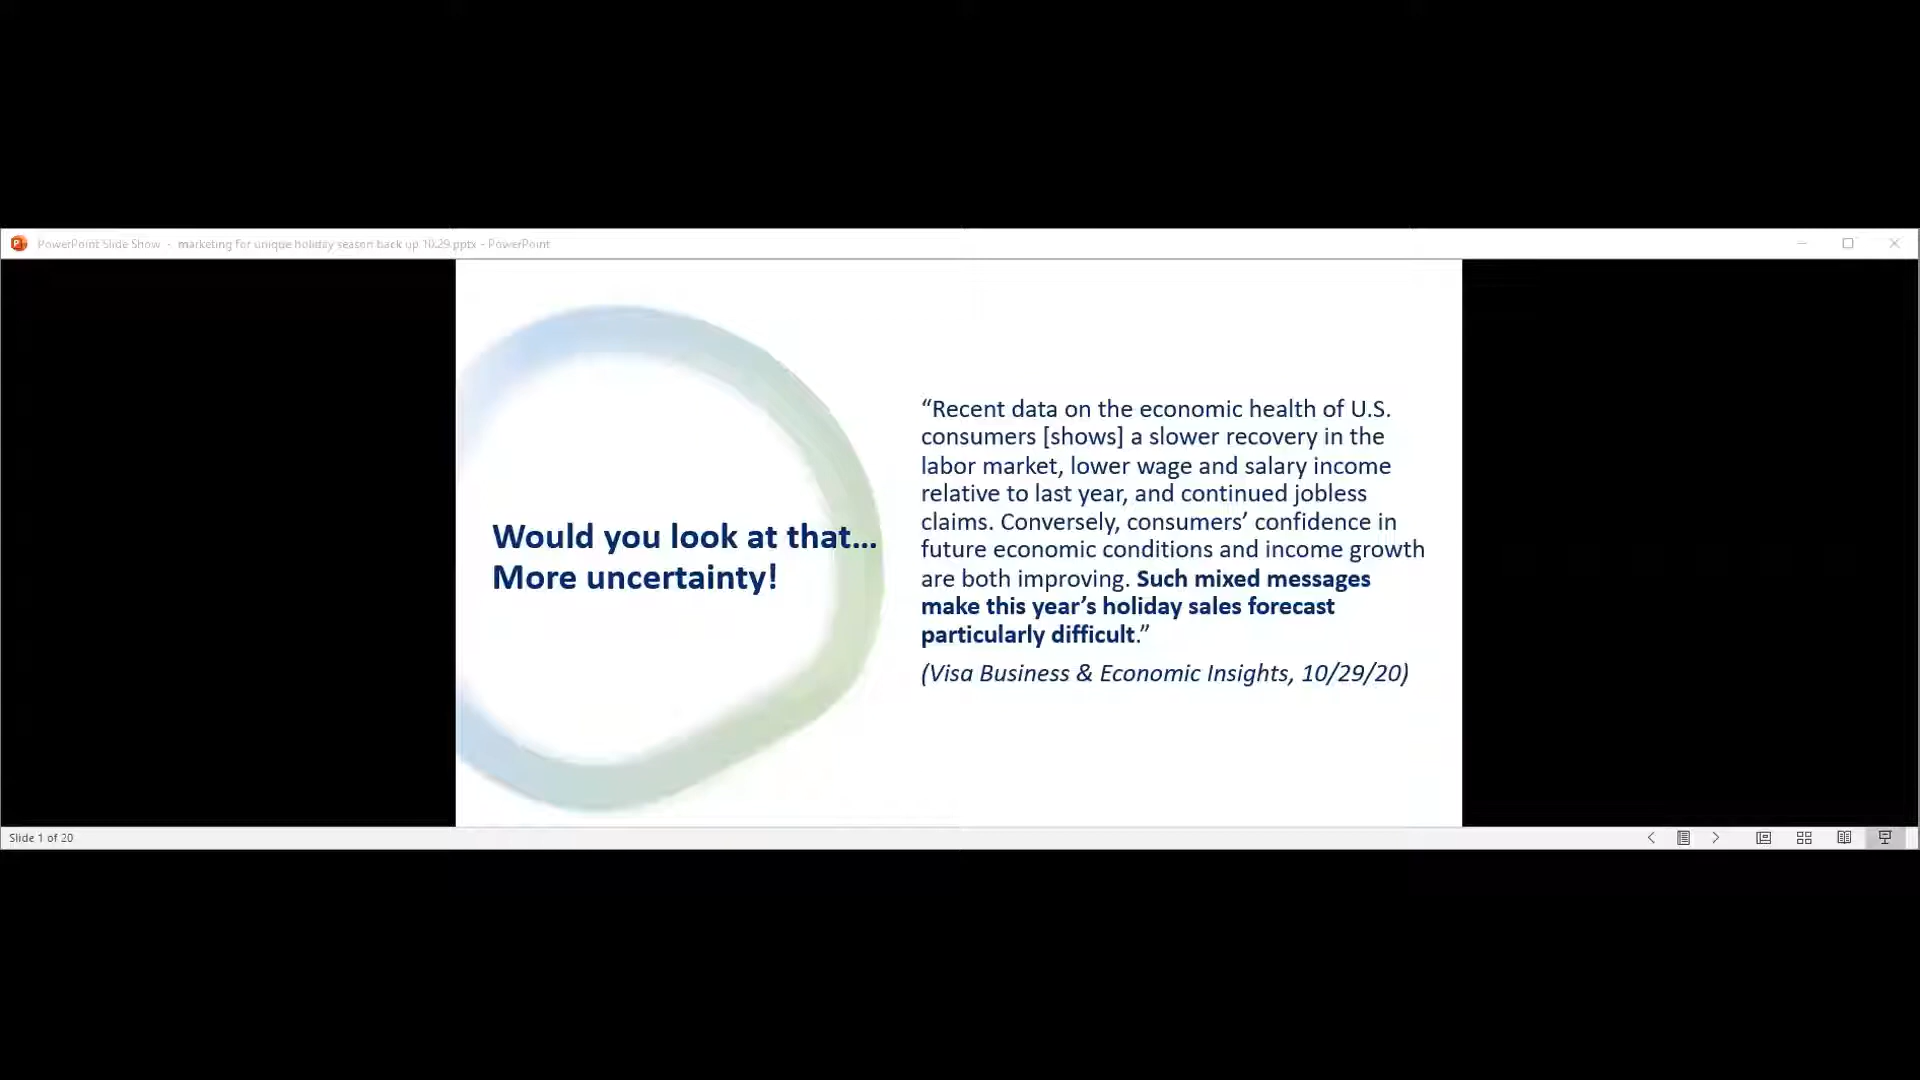 PowerPoint Slide Show - marketing for unique holiday season back up 10.29.pptx - PowerPoint
Would you look at that...
More uncertainty!
“Recent data on the economic health of U.S.
consumers [shows] a slower recovery in the
labor market, lower wage and salary income
relative to last year, and continued jobless
claims. Conversely, consumers’ confidence in
future economic conditions and income growth
are both improving. Such mixed messages
make this year’s holiday sales forecast
particularly difficult.”
(Visa Business & Economic Insights, 10/29/20)
Slide 1 of 20